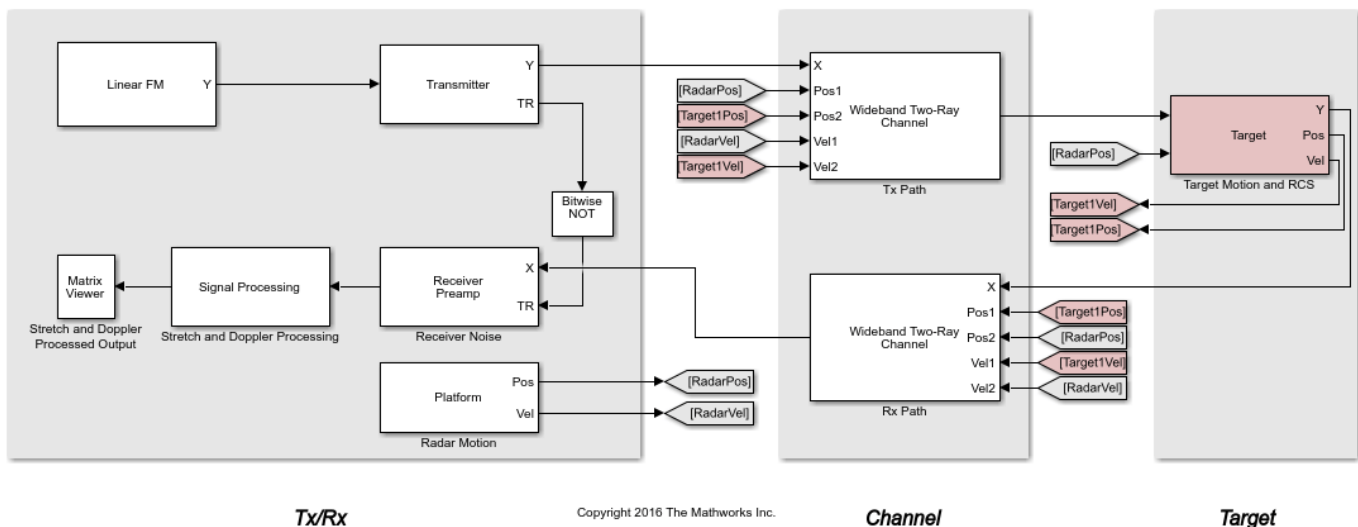 Linear FM
Y
Transmitter
Y
TR
Bitwise
NOT
Matrix
Viewer
Stretch and Doppler
Processed Output
Signal Processing
Stretch and Doppler Processing
Receiver
Preamp
X
TR
Receiver Noise
Platform
Pos
Vel
Radar Motion
[RadarPos]
[RadarVel]
[RadarPos]
[Target1Pos]
[RadarVel]
[Target1Vel]
X
Pos1
Pos2
Vel1
Vel2
Wideband Two-Ray
Channel
Tx Path
Wideband Two-Ray
Channel
X
Pos1
Pos2
Vel1
Vel2
Rx Path
[Target1Pos]
[RadarPos]
[Target1Vel]
[RadarVel]
[RadarPos]
Target
Y
Pos
Vel
Target Motion and RCS
[Target1Vel]
[Target1Pos]
Tx/Rx
Copyright 2016 The Mathworks Inc.
Channel
Target